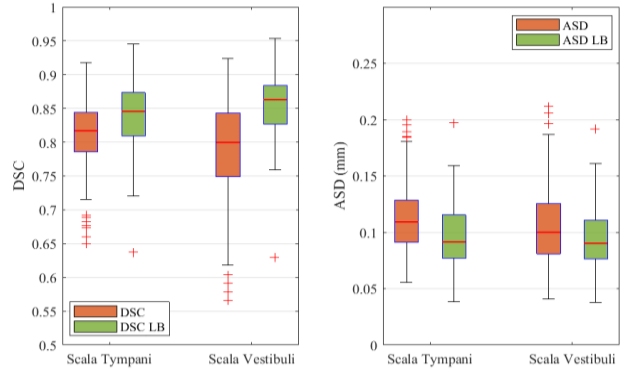 1
0.95
0.9
0.85
0.8
0.75
0.7
0.65
0.6
0.55
0.5
DSC
DSC
DSC LB
Scala Tympani
Scala Vestibuli
0.25
0.2
0.15
0.1
0.05
0
ASD (mm)
ASD
ASD LB
Scala Tympani
Scala Vestibuli